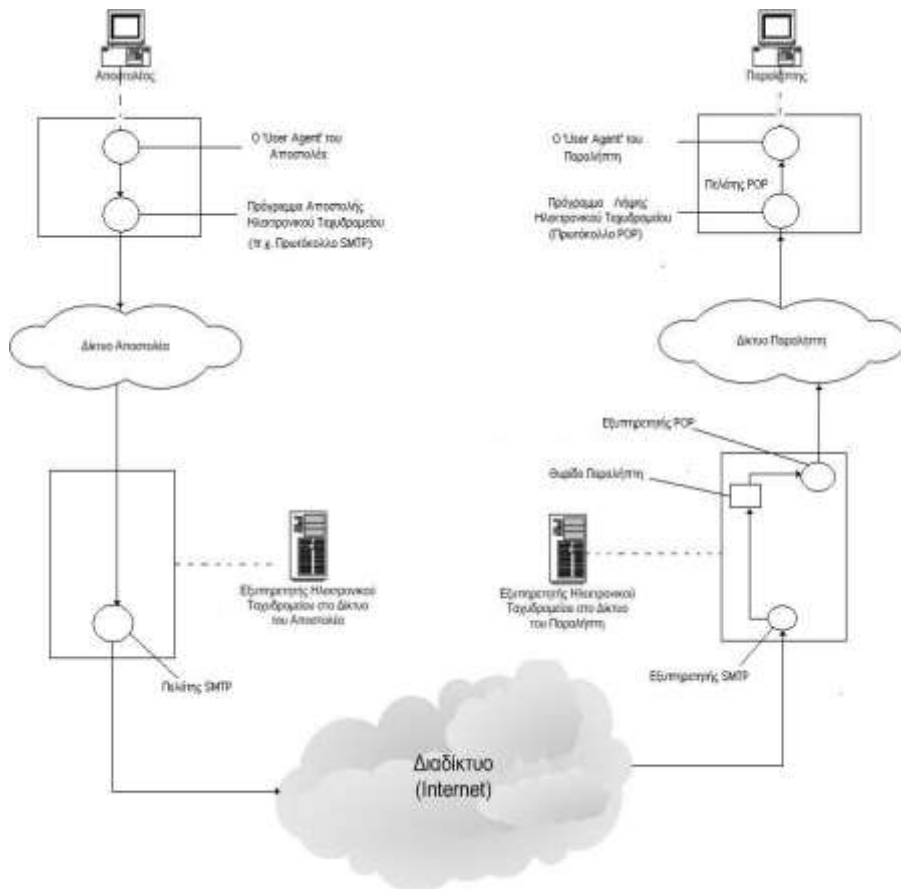 Αποστολέας
Παραλήπτης
Ο 'User Agent' του
Αποστολέα
Πρόγραμμα Αποστολής
Ηλεκτρονικού Ταχυδρομείου
(π.χ. Πρωτόκολλο SMTP)
Ο 'User Agent' του
Παραλήπτη
Πελάτης POP
Πρόγραμμα Λήψης
Ηλεκτρονικού Ταχυδρομείου
(Πρωτόκολλο POP)
Δίκτυο Αποστολέα
Δίκτυο Παραλήπτη
Εξυπηρετητής POP
Θυρίδα Παραλήπτη
Εξυπηρετητής Ηλεκτρονικού
Ταχυδρομείου στο Δίκτυο
του Αποστολέα
Εξυπηρετητής Ηλεκτρονικού
Ταχυδρομείου στο Δίκτυο
του Παραλήπτη
Πελάτης SMTP
Εξυπηρετητής SMTP
Διαδίκτυο
(Internet)